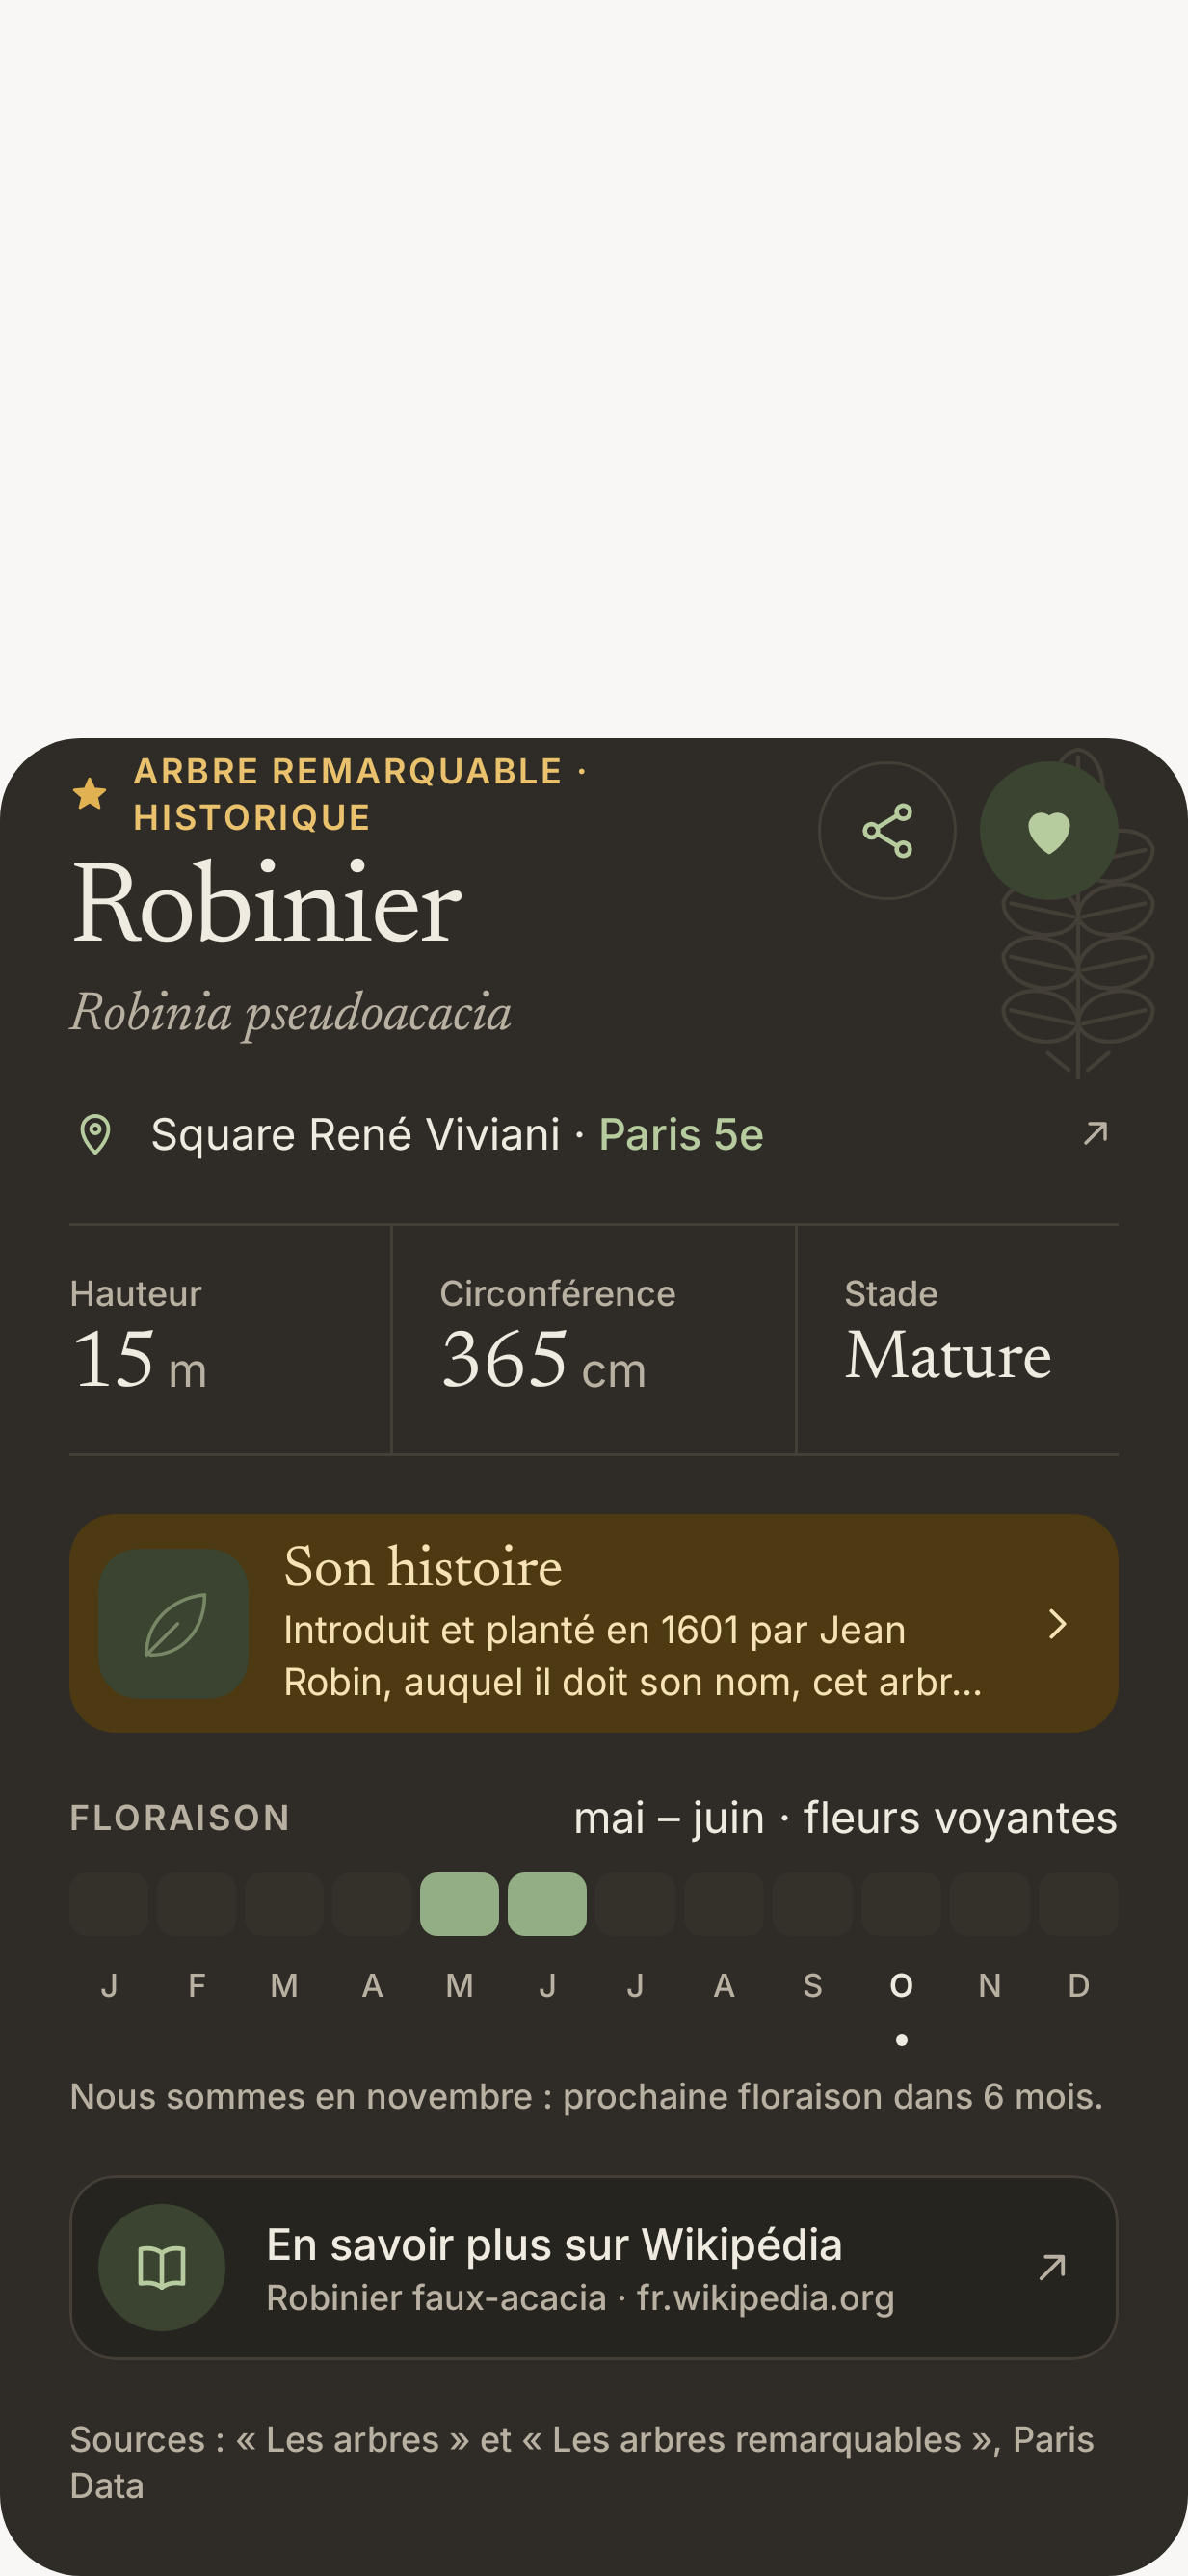 ARBRE REMARQUABLE ·
HISTORIQUE
Robinier
Robinia pseudoacacia
Square René Viviani · Paris 5e
Hauteur
15 m
Circonférence
365 cm
Stade
Mature
Son histoire
Introduit et planté en 1601 par Jean
Robin, auquel il doit son nom, cet arbr...
FLORAISON
mai – juin · fleurs voyantes
J F M A M J J A S O N D
Nous sommes en novembre : prochaine floraison dans 6 mois.
En savoir plus sur Wikipédia
Robinier faux-acacia · fr.wikipedia.org
Sources : « Les arbres » et « Les arbres remarquables », Paris
Data